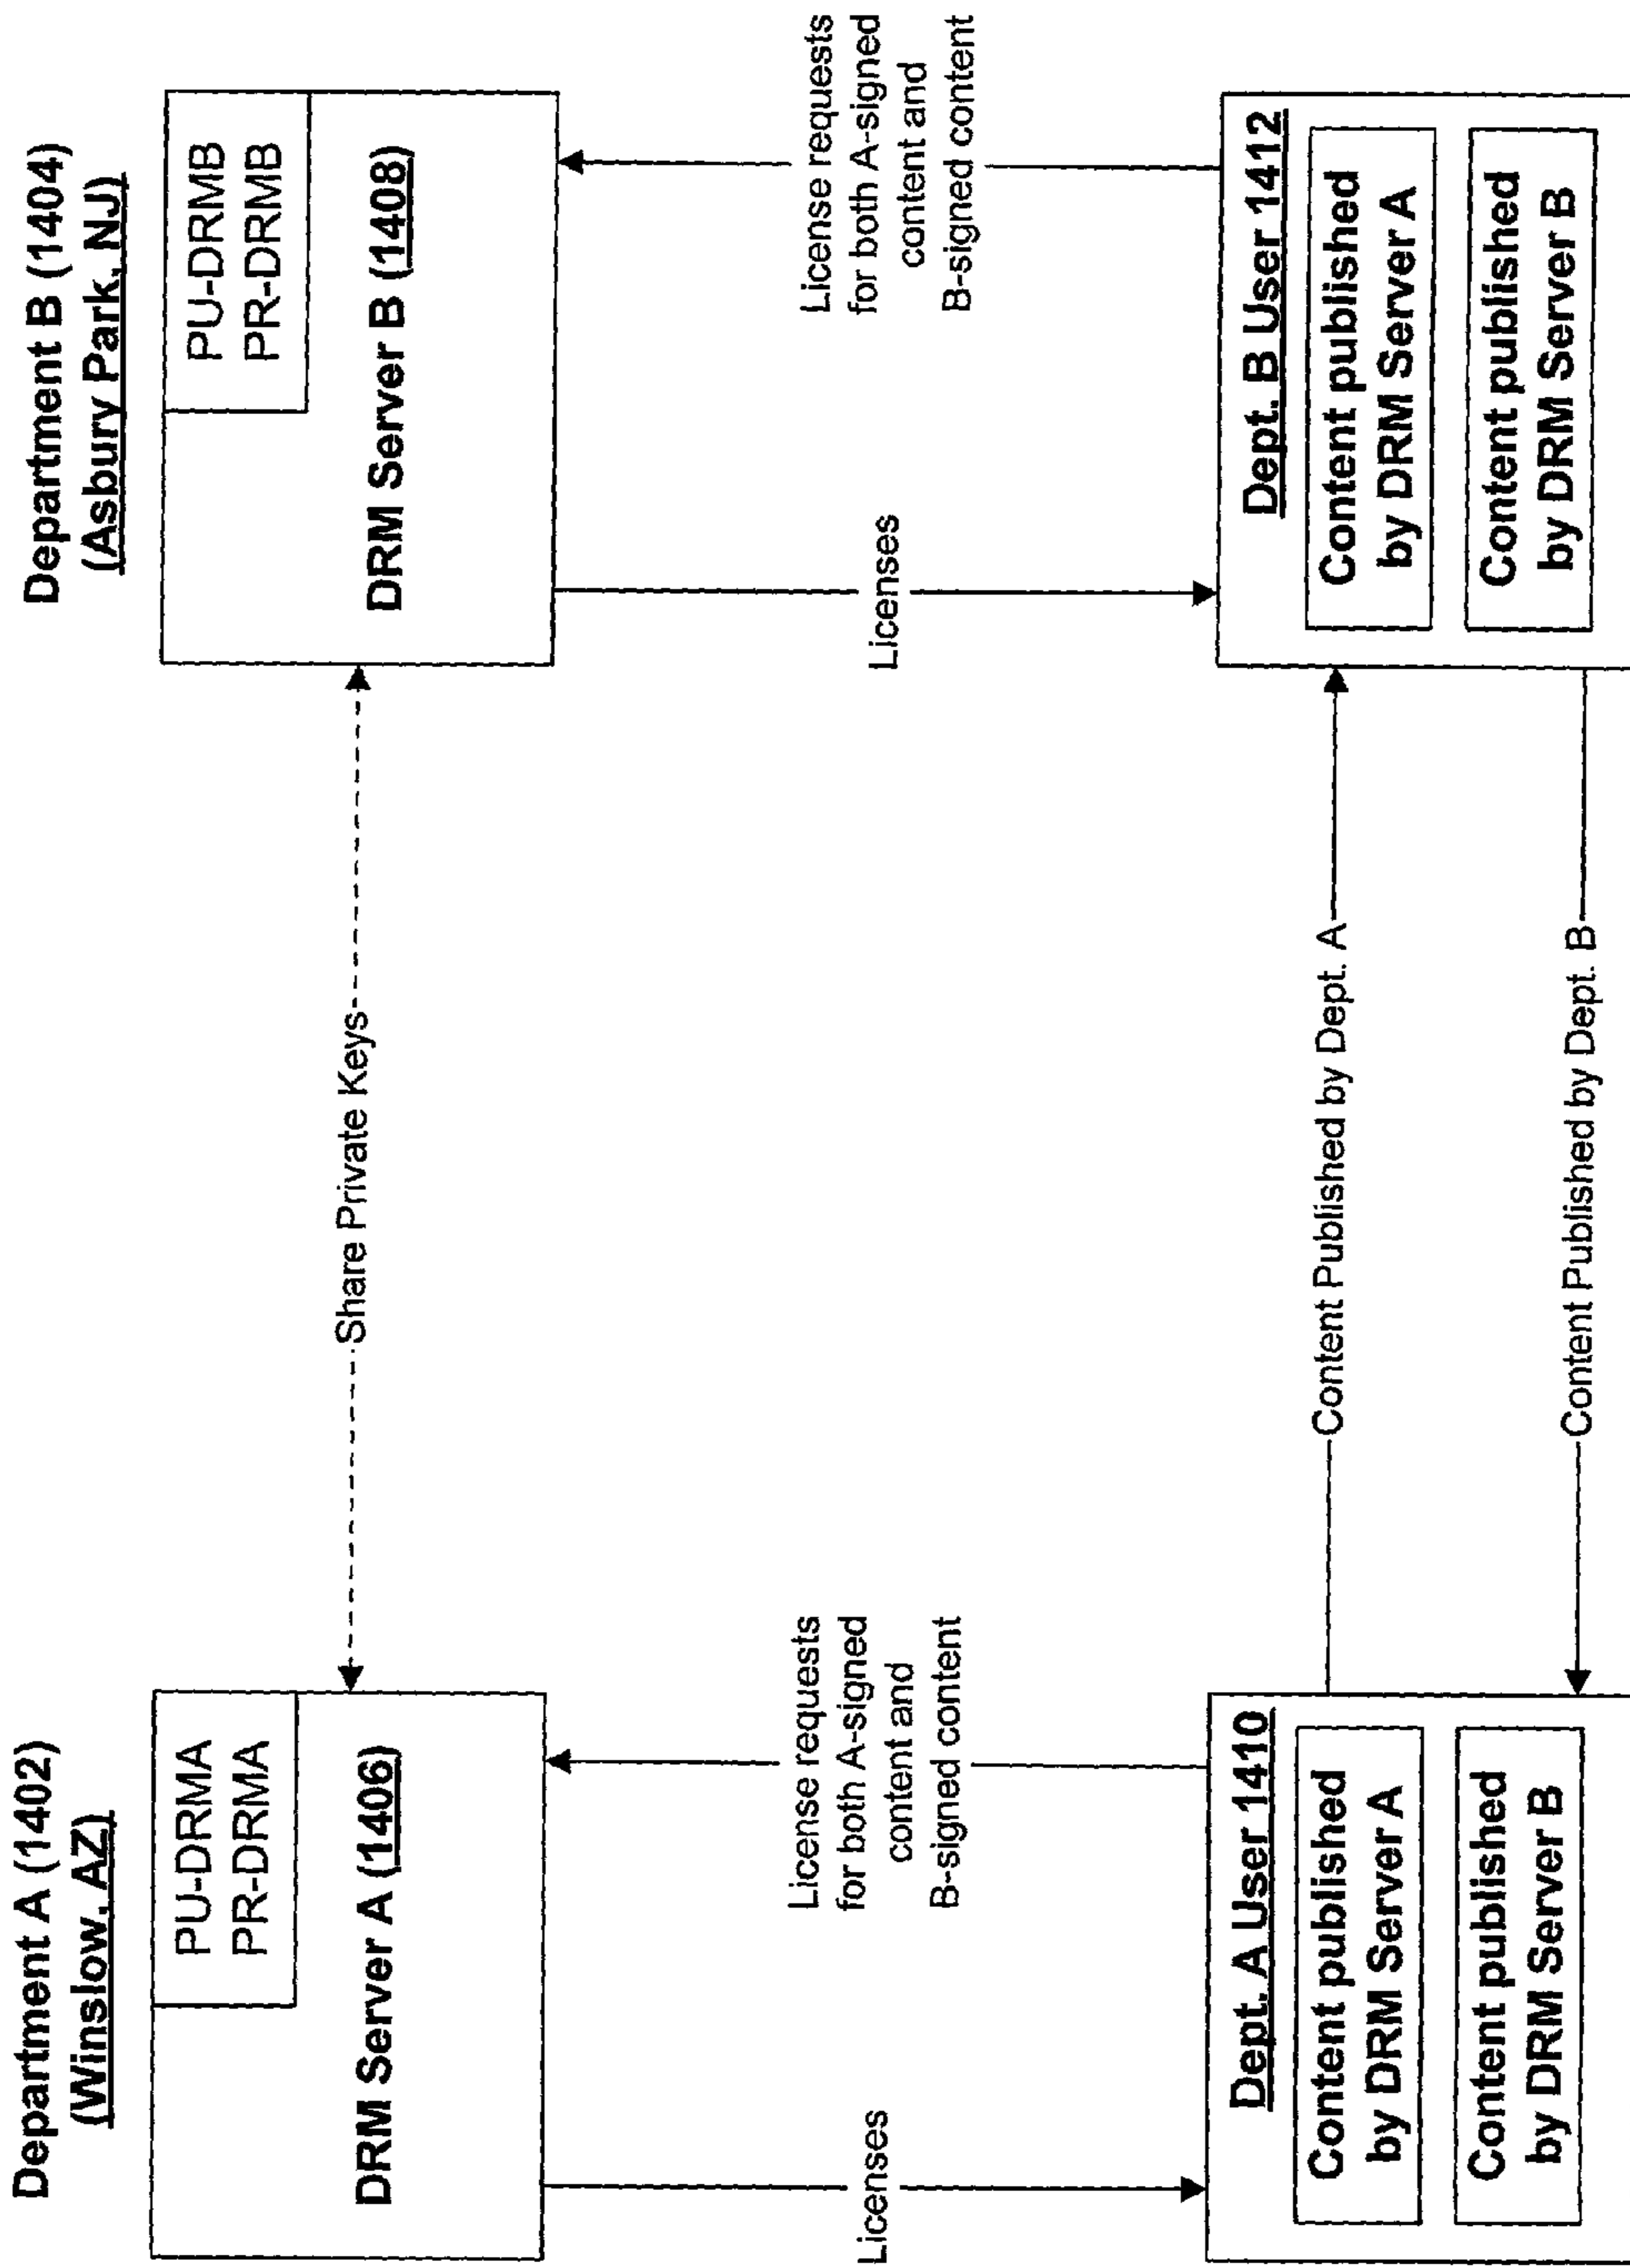 Department A (1402)
(Winslow, AZ)
PU-DRMA
PR-DRMA
DRM Server A (1406)
Share Private Keys
Department B (1404)
(Asbury Park, NJ)
PU-DRMB
PR-DRMB
DRM Server B (1408)
Licenses
License requests
for both A-signed
content and
B-signed content
Licenses
License requests
for both A-signed
content and
B-signed content
Dept. A User 1410
Content published
by DRM Server A
Content published
by DRM Server B
Content Published by Dept. A
Content Published by Dept. B
Dept. B User 1412
Content published
by DRM Server A
Content published
by DRM Server B